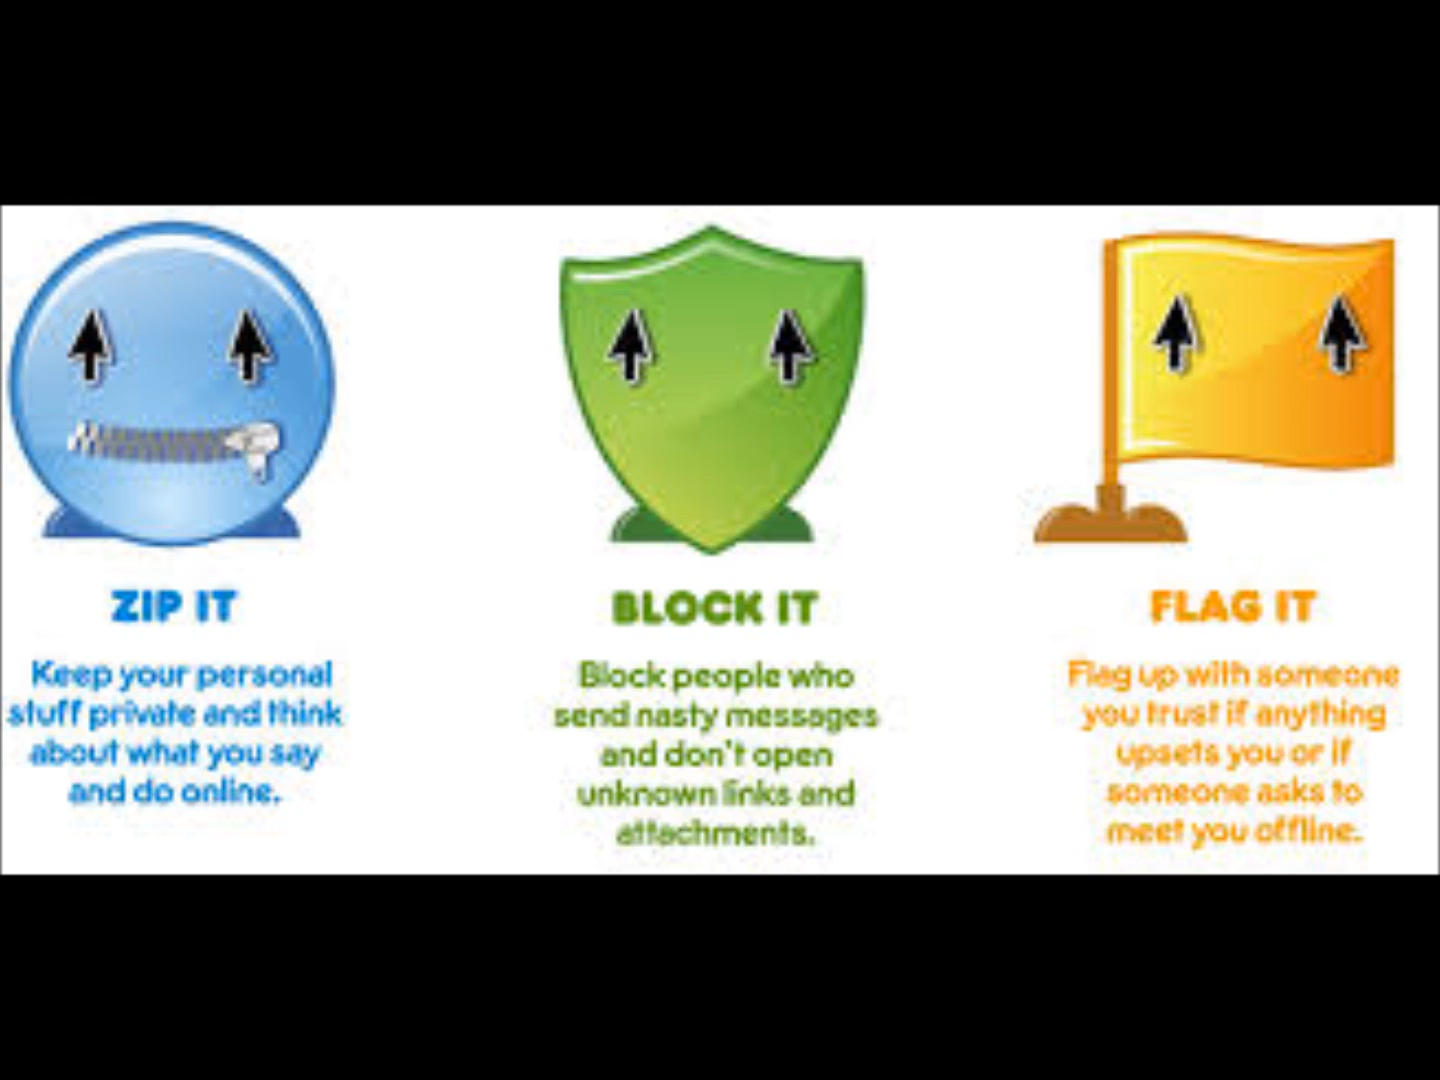 ZIP IT
Keep your personal
stuff private and think
about what you say
and do online.
BLOCK IT
Block people who
send nasty messages
and don't open
unknown links and
attachments.
FLAG IT
Flag up with someone
you trust if anything
upsets you or if
someone asks to
meet you offline.